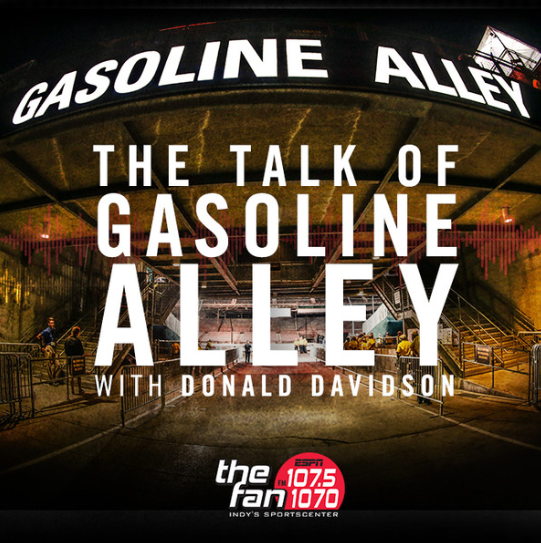 GASOLINE ALLEY
THE TALK OF
GASOLINE
ALLEY
WITH DONALD DAVIDSON
the fan
ESPN
FM 107.5
1070
INDY'S SPORTSCENTER